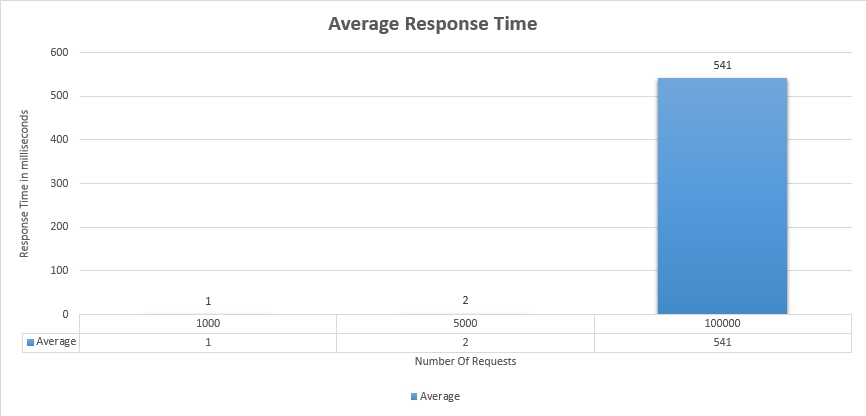 Average Response Time
600
541
500
400
300
200
100
1
2
0
Response Time in milliseconds
1000 5000 100000
Average 1 2 541
Number Of Requests
Average